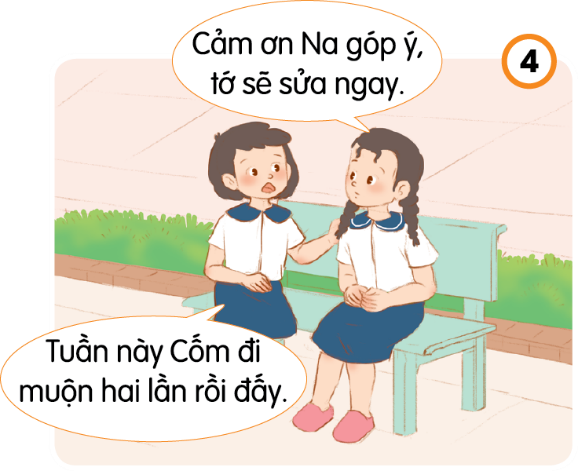 Cảm ơn Na góp ý,
tớ sẽ sửa ngay.
4
Tuần này Cốm đi
muộn hai lần rồi đấy.